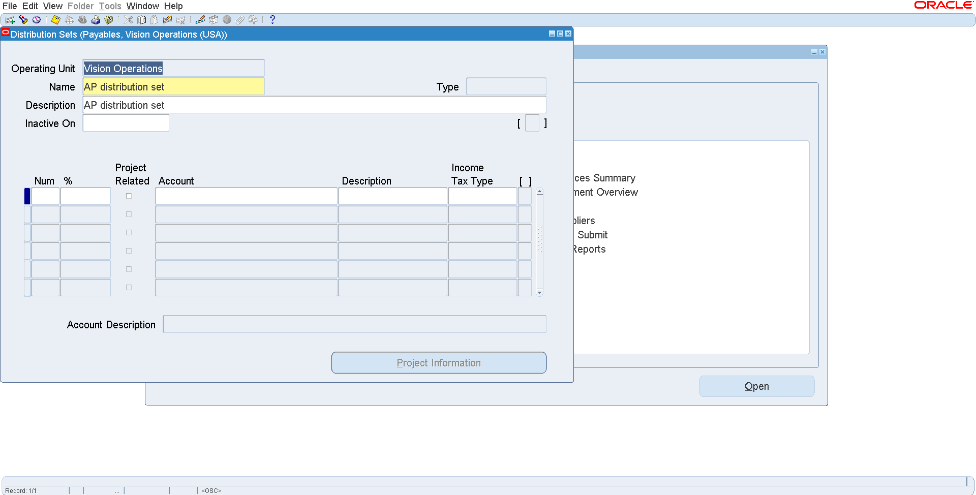 File Edit View Folder Tools Window Help
ORACLE
Distribution Sets (Payables, Vision Operations (USA))
Operating Unit Vision Operations
Name AP distribution set Type
Description AP distribution set
Inactive On [ ]
Num % Project Related Account Description Income Tax Type [ ]
Account Description
Project Information
ces Summary
ment Overview
liers
Submit
Reports
Open
Record: 1/1 ... <OSC>